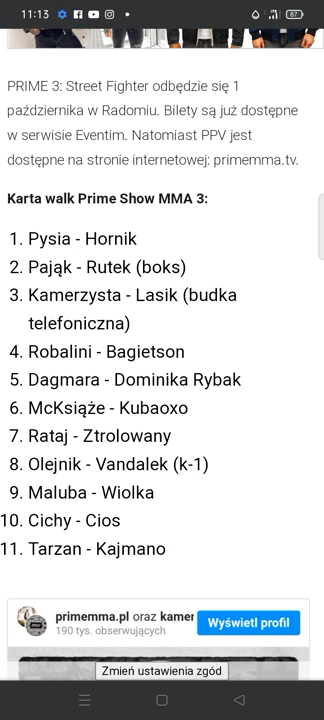 11:13
87
PRIME 3: Street Fighter odbędzie się 1
października w Radomiu. Bilety są już dostępne
w serwisie Eventim. Natomiast PPV jest
dostępne na stronie internetowej: primemma.tv.
Karta walk Prime Show MMA 3:
1. Pysia - Hornik
2. Pająk - Rutek (boks)
3. Kamerzysta - Lasik (budka
telefoniczna)
4. Robalini - Bagietson
5. Dagmara - Dominika Rybak
6. McKsiąże - Kubaoxo
7. Rataj - Ztrolowany
8. Olejnik - Vandalek (k-1)
9. Maluba - Wiolka
10. Cichy - Cios
11. Tarzan - Kajmano
primemma.pl oraz kamer
Wyświetl profil
190 tys. obserwujących
Zmień ustawienia zgód